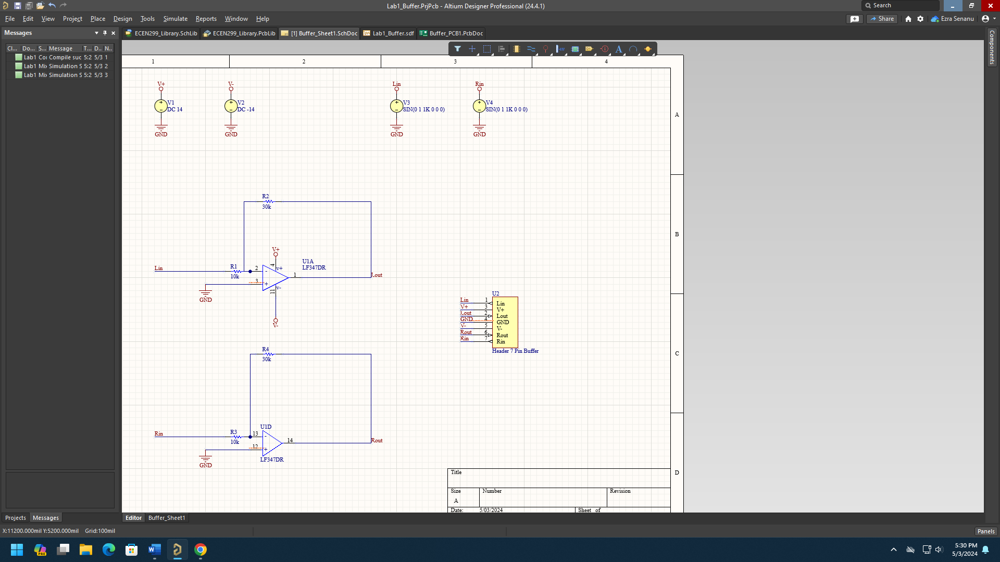 Lab1_Buffer.PrjPcb - Altium Designer Professional (24.4.1)
Search
File Edit View Project Place Design Tools Simulate Reports Window Help
Share
Ezra Senanu
Messages
ECEN299_Library.SchLib
ECEN299_Library.PcbLib
[1] Buffer_Sheet1.SchDoc
Lab1_Buffer.sdf
Buffer_PCB1.PcbDoc
Components
Cl... Do... S... Message T... D.. N..
Lab1 Coı Compile suc 5:2 5/3 1
Lab1 Mix Simulation S 5:2 5/3 2
Lab1 Mix Simulation S 5:2 5/3 3
1 2 3 4
V+
V1
DC 14
GND
V-
V2
DC -14
GND
Lin
V3
SIN(0 1 1K 0 0 0)
GND
Rin
V4
SIN(0 1 1K 0 0 0)
GND
A
B
C
D
R2
30k
V+
4
v+
U1A
LF347DR
Lin
R1
10k
2
3
1
Lout
11
v-
GND
V-
U2
Lin 1 Lin
V+ 3 V+
Lout 2 Lout
GND 4 GND
V- 5 V-
Rout 6 Rout
Rin 7 Rin
Header 7 Pin Buffer
R4
30k
U1D
Rin
R3
10k
13
12
14
Rout
LF347DR
GND
Title
Size
A
Number
Revision
Date: 5/03/2024 Sheet of
Projects Messages
Editor Buffer_Sheet1
X:11200.000mil Y:5200.000mil Grid:100mil
Panels
PRE
5:30 PM
5/3/2024